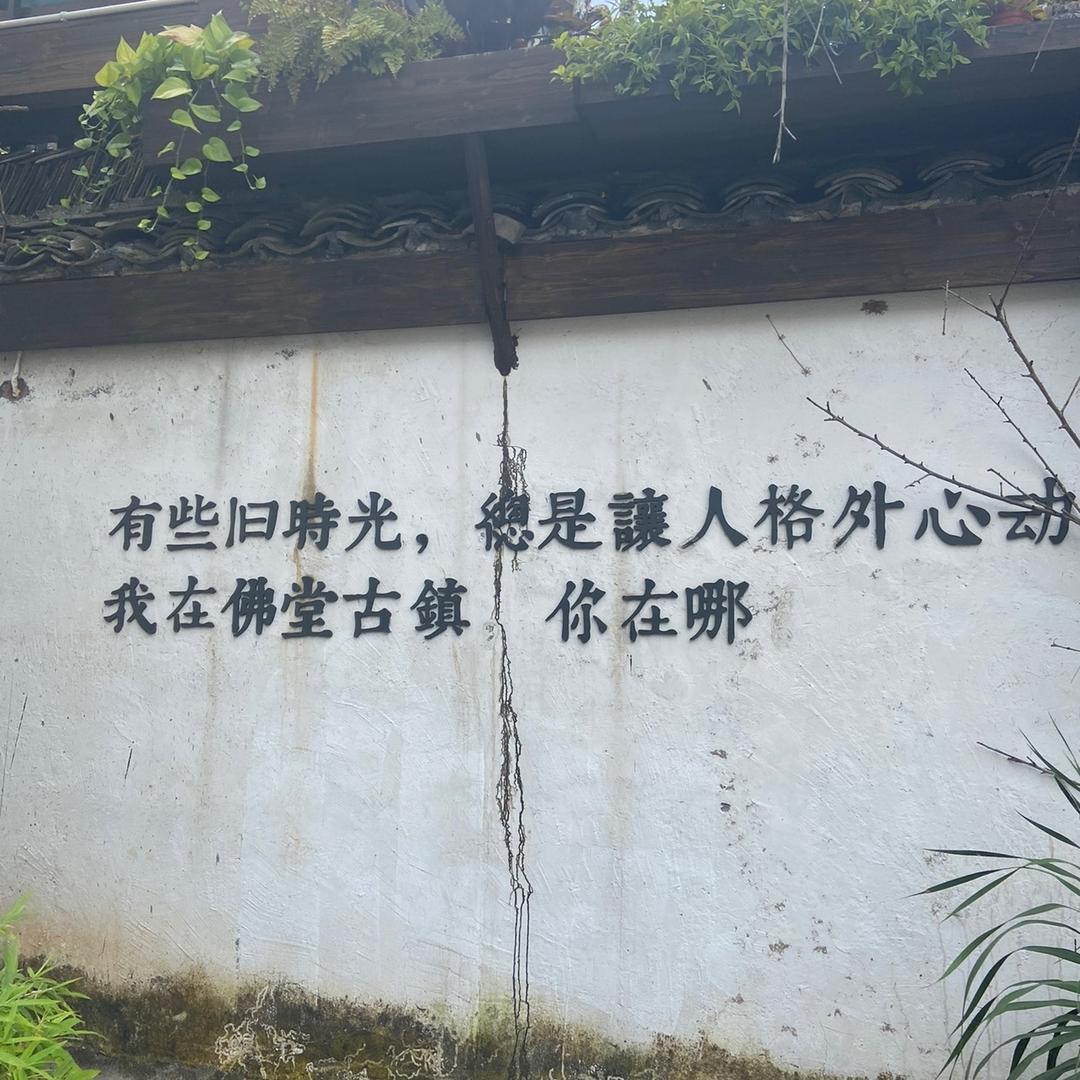 有些旧時光，總是讓人格外心动
我在佛堂古鎮 你在哪